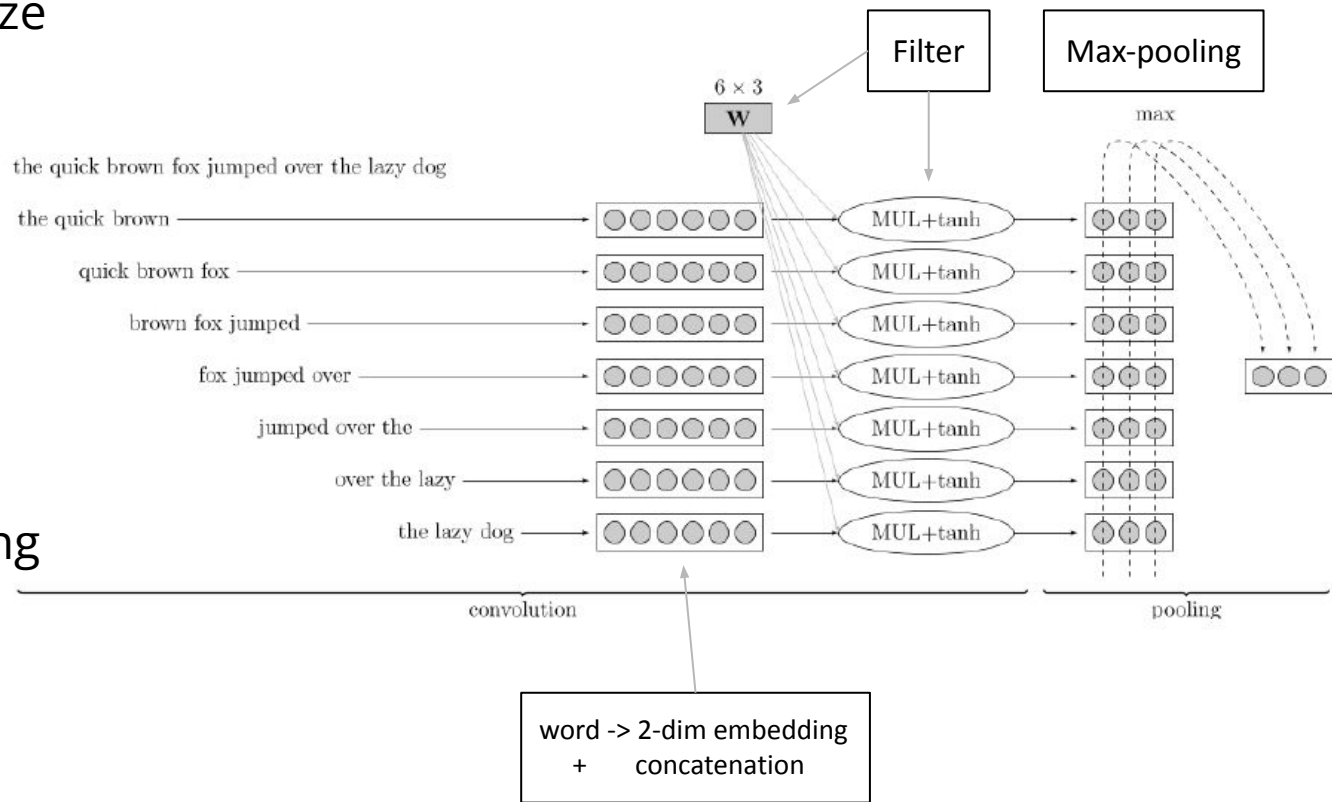 ze
Filter
Max-pooling
6 × 3
W
max
the quick brown fox jumped over the lazy dog
the quick brown
MUL+tanh
quick brown fox
MUL+tanh
brown fox jumped
MUL+tanh
fox jumped over
MUL+tanh
jumped over the
MUL+tanh
over the lazy
MUL+tanh
the lazy dog
MUL+tanh
ng
convolution
pooling
word -> 2-dim embedding
+ concatenation